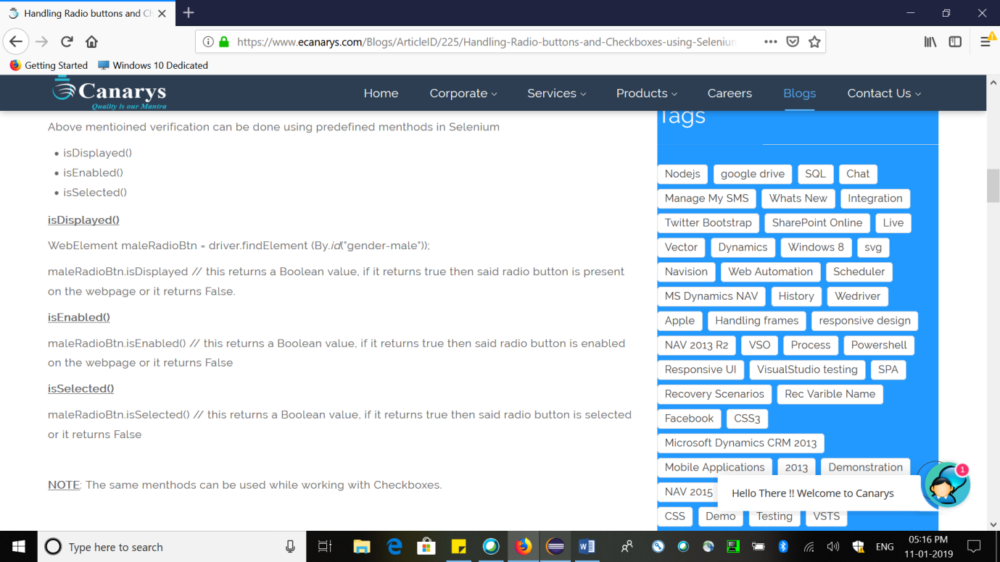 Handling Radio buttons and Ch
https://www.ecanarys.com/Blogs/ArticleID/225/Handling-Radio-buttons-and-Checkboxes-using-Selenium
Getting Started
Windows 10 Dedicated
Canarys
Quality is our Mantra
Home
Corporate
Services
Products
Careers
Blogs
Contact Us
Above mentioined verification can be done using predefined menthods in Selenium
• isDisplayed()
• isEnabled()
• isSelected()
isDisplayed()
WebElement maleRadioBtn = driver.findElement (By.id("gender-male"));
maleRadioBtn.isDisplayed // this returns a Boolean value, if it returns true then said radio button is present
on the webpage or it returns False.
isEnabled()
maleRadioBtn.isEnabled() // this returns a Boolean value, if it returns true then said radio button is enabled
on the webpage or it returns False
isSelected()
maleRadioBtn.isSelected() // this returns a Boolean value, if it returns true then said radio button is selected
or it returns False
NOTE: The same menthods can be used while working with Checkboxes.
Tags
Nodejs google drive SQL Chat
Manage My SMS Whats New Integration
Twitter Bootstrap SharePoint Online Live
Vector Dynamics Windows 8 svg
Navision Web Automation Scheduler
MS Dynamics NAV History Wedriver
Apple Handling frames responsive design
NAV 2013 R2 VSO Process Powershell
Responsive UI VisualStudio testing SPA
Recovery Scenarios Rec Varible Name
Facebook CSS3
Microsoft Dynamics CRM 2013
Mobile Applications 2013 Demonstration
NAV 2015
CSS Demo Testing VSTS
Hello There !! Welcome to Canarys
1
Type here to search
ENG
05:16 PM
11-01-2019